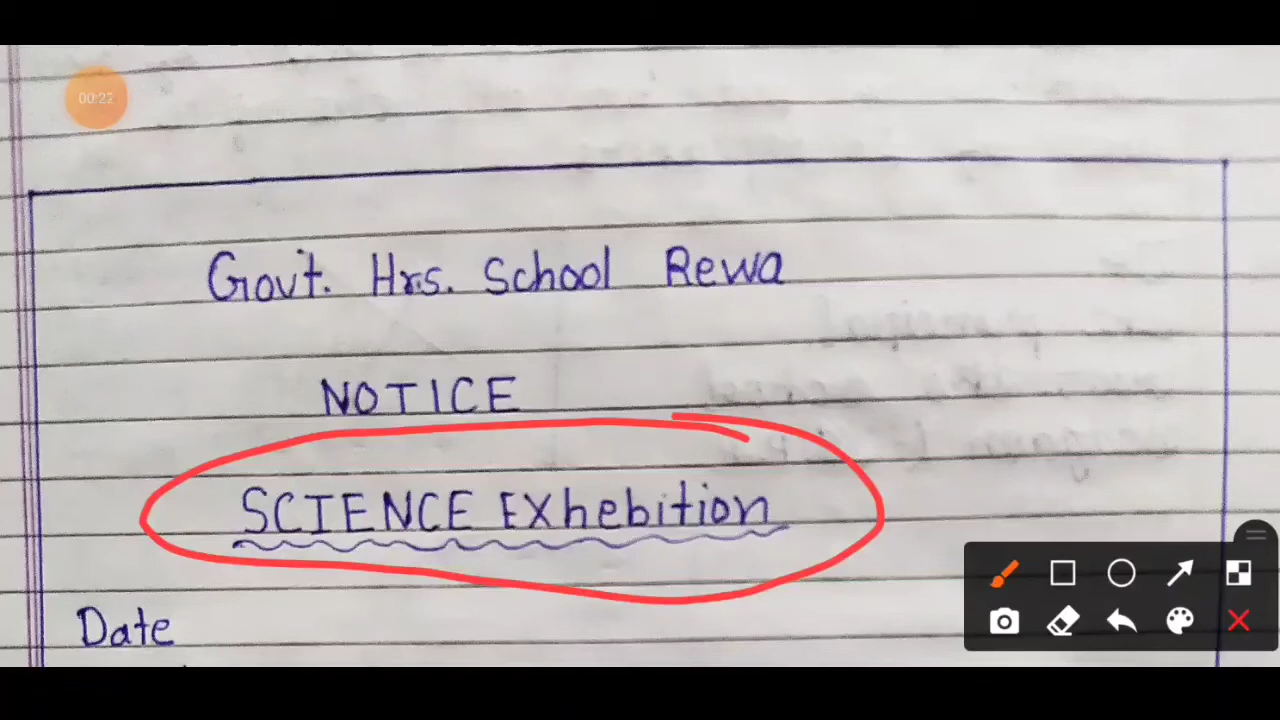 00:22
Govt. Hrs. School Rewa
NOTICE
SCIENCE EXhebition
Date